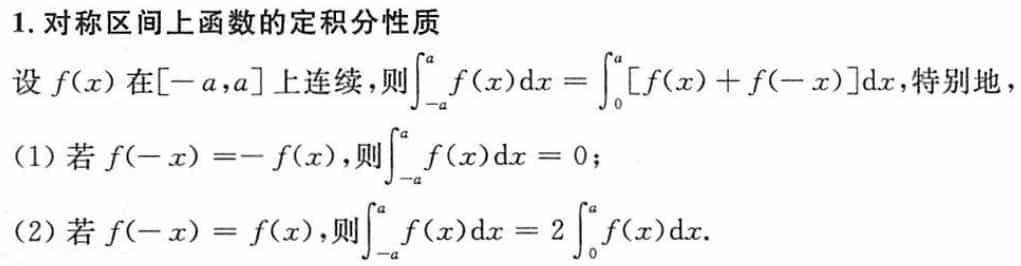 1. 对称区间上函数的定积分性质
设 f(x) 在[-a,a]上连续,则∫_{-a}^{a} f(x)dx = ∫_{0}^{a} [f(x)+f(-x)]dx,特别地,
(1) 若 f(-x) =- f(x),则∫_{-a}^{a} f(x)dx = 0;
(2) 若 f(-x) = f(x),则∫_{-a}^{a} f(x)dx = 2∫_{0}^{a} f(x)dx.